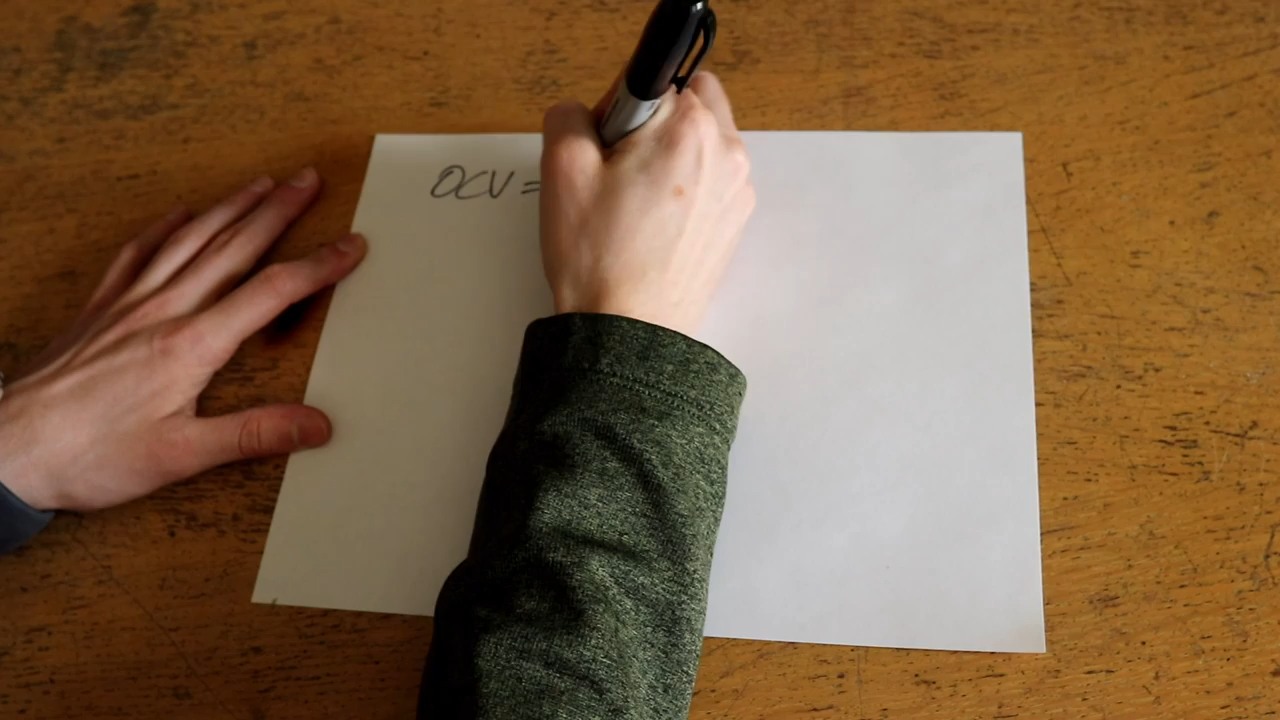 OCV =